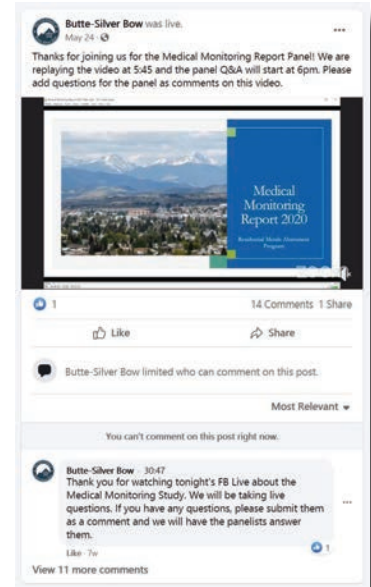 Butte-Silver Bow was live.
May 24 ·
Thanks for joining us for the Medical Monitoring Report Panel! We are
replaying the video at 5:45 and the panel Q&A will start at 6pm. Please
add questions for the panel as comments on this video.
Medical
Monitoring
Report 2020
Residential Metals Abatement
Program
zoom
1
14 Comments 1 Share
Like
Share
Butte-Silver Bow limited who can comment on this post.
Most Relevant
You can't comment on this post right now.
Butte-Silver Bow · 30:47
Thank you for watching tonight's FB Live about the
Medical Monitoring Study. We will be taking live
questions. If you have any questions, please submit them
as a comment and we will have the panelists answer
them.
Like · 7w
1
View 11 more comments